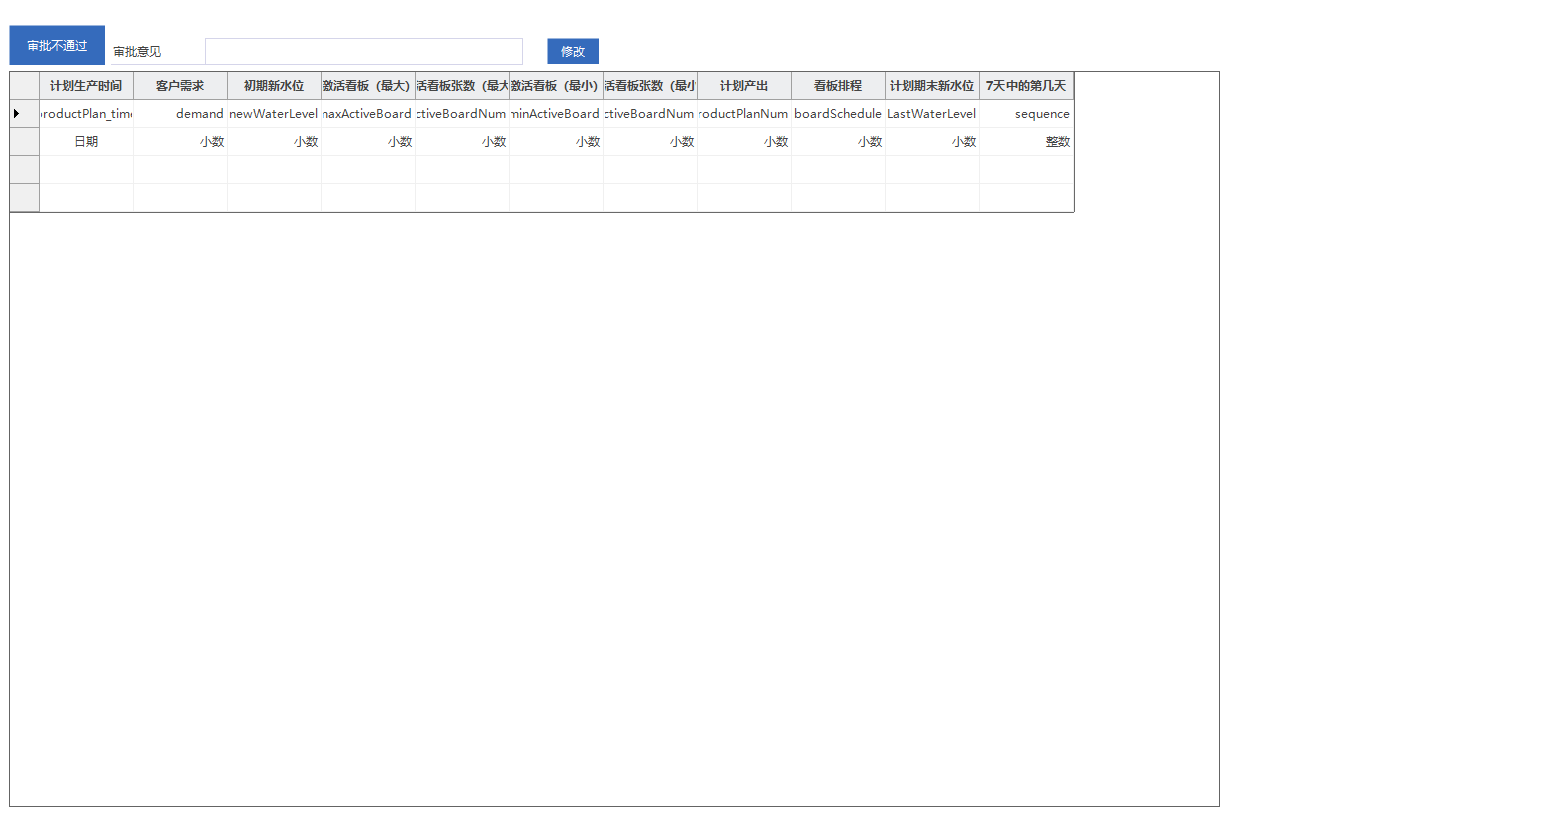 审批不通过 审批意见 修改
计划生产时间 客户需求 初期新水位 激活看板（最大） 活看板张数（最大 激活看板（最小） 活看板张数（最小 计划产出 看板排程 计划期末新水位 7天中的第几天
roductPlan_time demand newWaterLevel maxActiveBoard ctiveBoardNum minActiveBoard ctiveBoardNum roductPlanNum boardSchedule LastWaterLevel sequence
日期 小数 小数 小数 小数 小数 小数 小数 小数 小数 整数